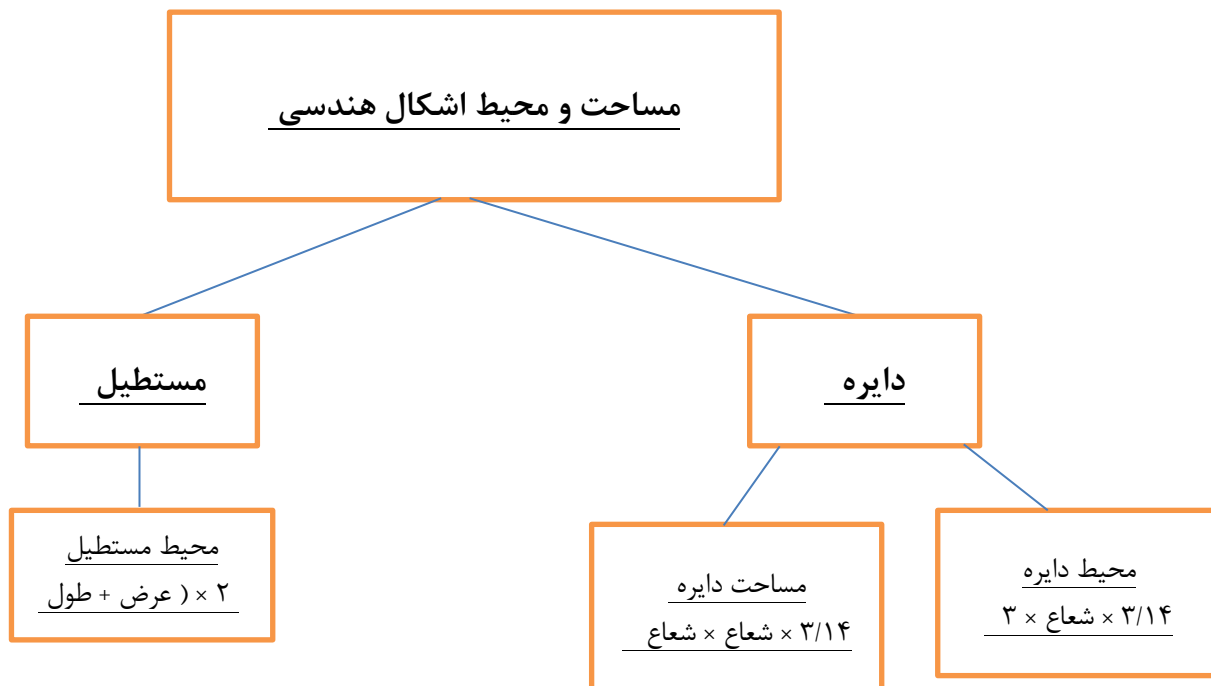 مساحت و محیط اشکال هندسی
دایره
مستطیل
محیط دایره
۳/۱۴ × شعاع × ۳
مساحت دایره
۳/۱۴ × شعاع × شعاع
محیط مستطیل
۲ × ( عرض + طول